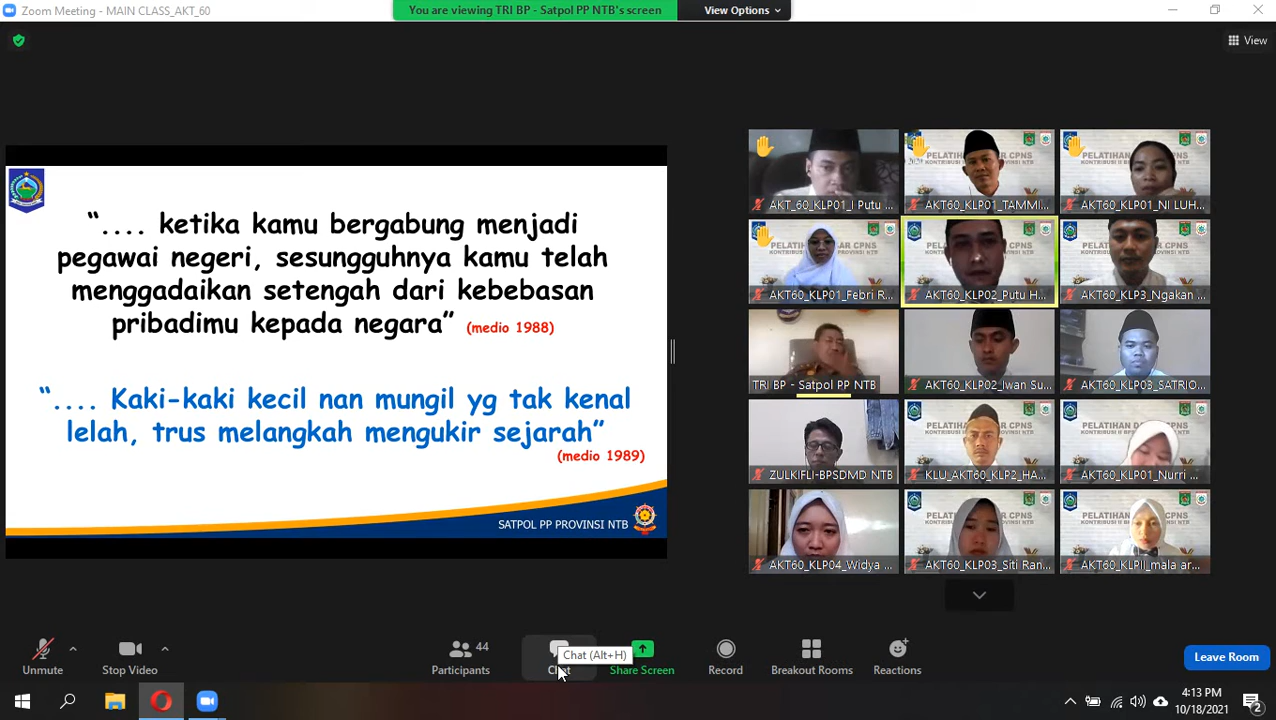 Zoom Meeting - MAIN CLASS_AKT_60
You are viewing TRI BP - Satpol PP NTB's screen
View Options
View
“.... ketika kamu bergabung menjadi
pegawai negeri, sesungguhnya kamu telah
menggadaikan setengah dari kebebasan
pribadimu kepada negara” (medio 1988)
“.... Kaki-kaki kecil nan mungil yg tak kenal
lelah, trus melangkah mengukir sejarah”
(medio 1989)
SATPOL PP PROVINSI NTB
AKT_60_KLP01_I Putu ...
AKT60_KLP01_TAMMI...
AKT60_KLP01_NI LUH...
AKT60_KLP01_Febri R...
AKT60_KLP02_Putu H...
AKT60_KLP3_Ngakan ...
TRI BP - Satpol PP NTB
AKT60_KLP02_Iwan Su...
AKT60_KLP03_SATRIO...
ZULKIFLI-BPSDMD NTB
KLU_AKT60_KLP2_HA...
AKT60_KLP01_Nurri ...
AKT60_KLP04_Widya ...
AKT60_KLP03_Siti Ran...
AKT60_KLPII_mala ar...
Unmute
Stop Video
44
Participants
Chat (Alt+H)
Chat
Share Screen
Record
Breakout Rooms
Reactions
Leave Room
4:13 PM
10/18/2021
2